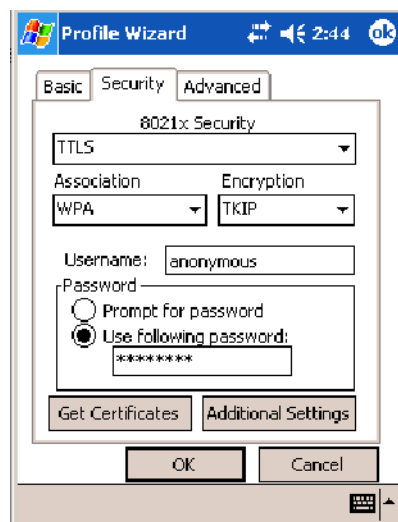 Profile Wizard 2:44 ok
Basic Security Advanced
8021x Security
TTLS
Association Encryption
WPA TKIP
Username: anonymous
Password
Prompt for password
Use following password:
********
Get Certificates Additional Settings
OK Cancel